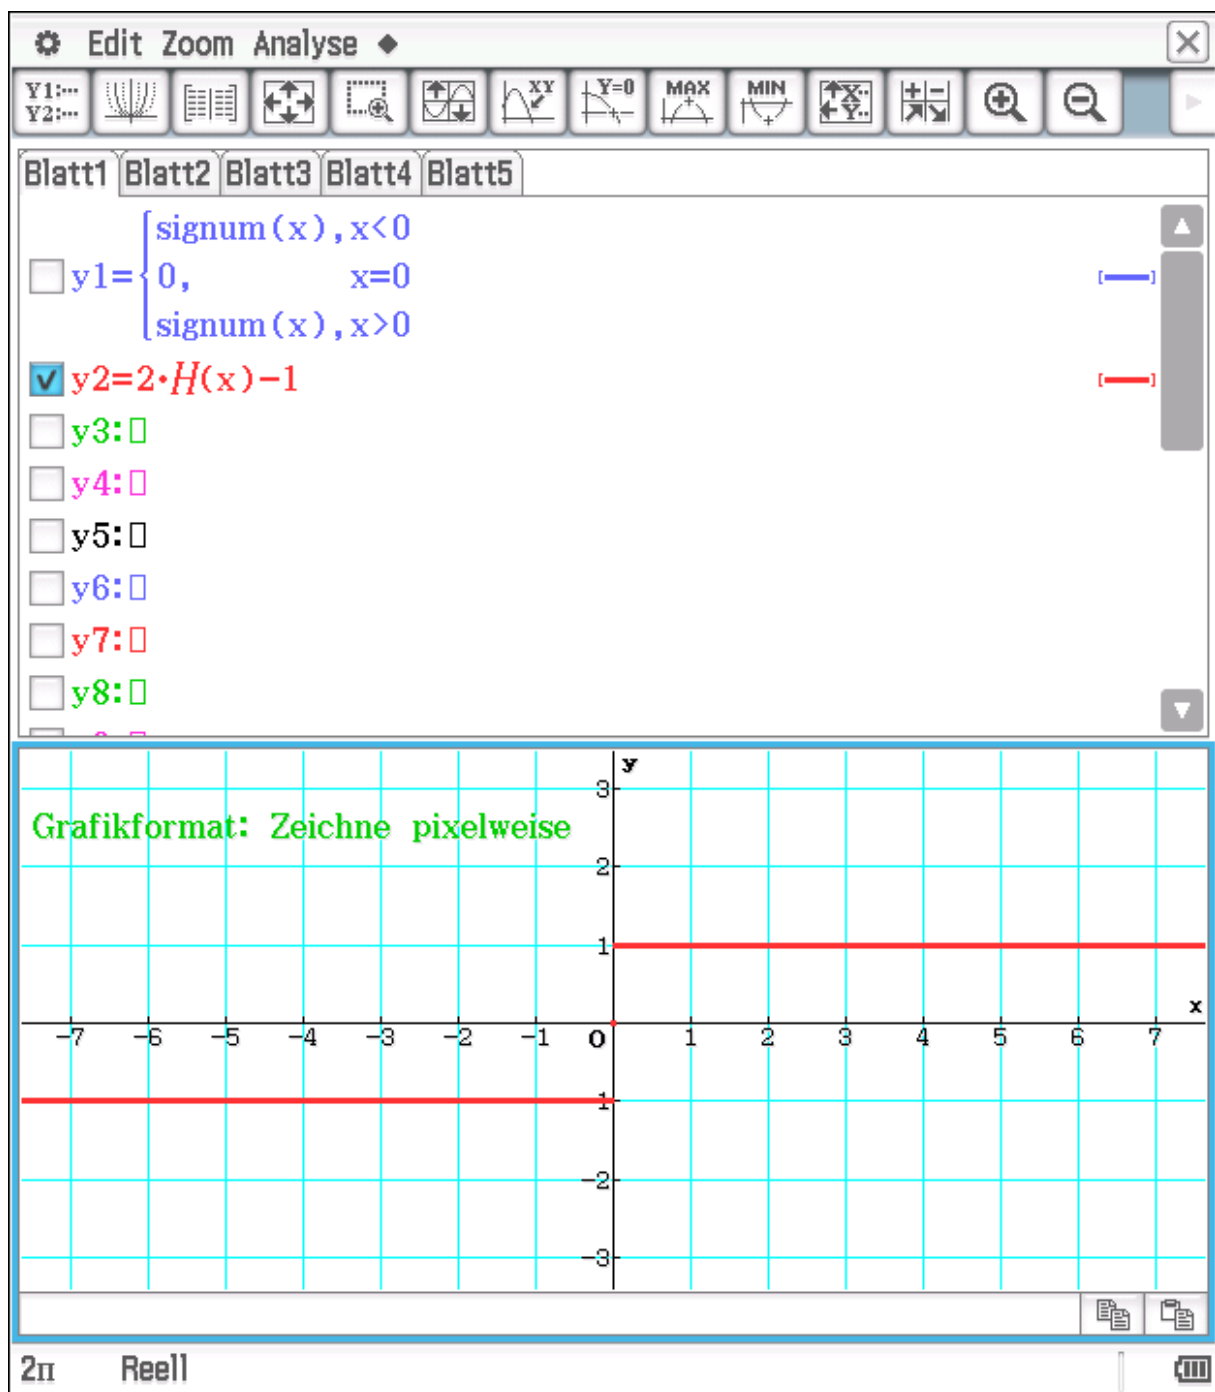 Edit Zoom Analyse
Y1:... Y2:... XY Y=0 MAX MIN X: Y:
Blatt1 Blatt2 Blatt3 Blatt4 Blatt5
signum(x),x<0
y1={0, x=0
signum(x),x>0
y2=2·H(x)−1
y3:
y4:
y5:
y6:
y7:
y8:
y
3
Grafikformat: Zeichne pixelweise
2
1
x
−7 −6 −5 −4 −3 −2 −1 0 1 2 3 4 5 6 7
−1
−2
−3
2π Reell